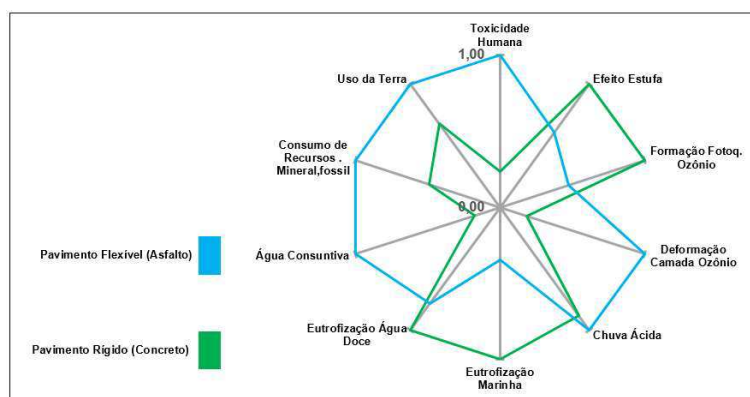 Toxicidade
Humana
1,00
Uso da Terra
Efeito Estufa
Consumo de
Recursos .
Mineral,fossil
Formação Fotoq.
Ozônio
0,00
Pavimento Flexível (Asfalto)
Água Consuntiva
Deformação
Camada Ozônio
Pavimento Rígido (Concreto)
Eutrofização Água
Doce
Chuva Ácida
Eutrofização
Marinha